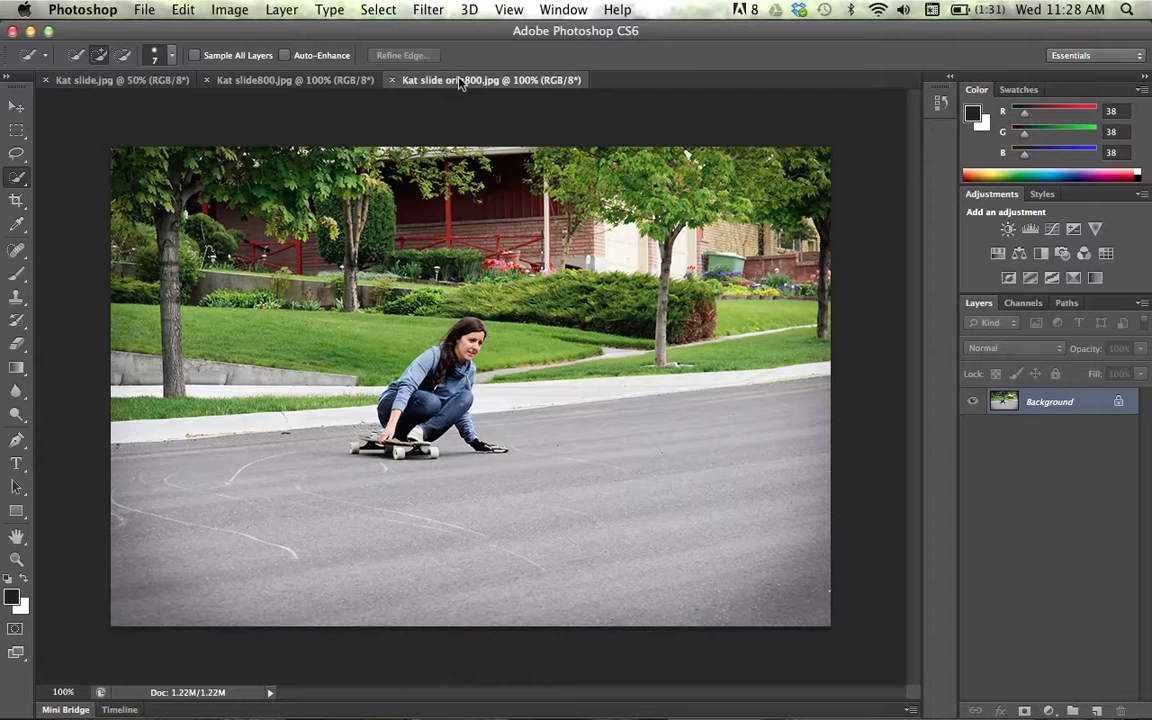 Photoshop File Edit Image Layer Type Select Filter 3D View Window Help 8 (1:31) Wed 11:28 AM
Adobe Photoshop CS6
7 Sample All Layers Auto-Enhance Refine Edge... Essentials
× Kat slide.jpg @ 50% (RGB/8*) × Kat slide800.jpg @ 100% (RGB/8*) × Kat slide 800.jpg @ 100% (RGB/8*)
Color Swatches
R 38
G 38
B 38
Adjustments Styles
Add an adjustment
Layers Channels Paths
Kind
Normal Opacity: 100%
Lock: Fill: 100%
Background
100% Doc: 1.22M/1.22M
Mini Bridge Timeline